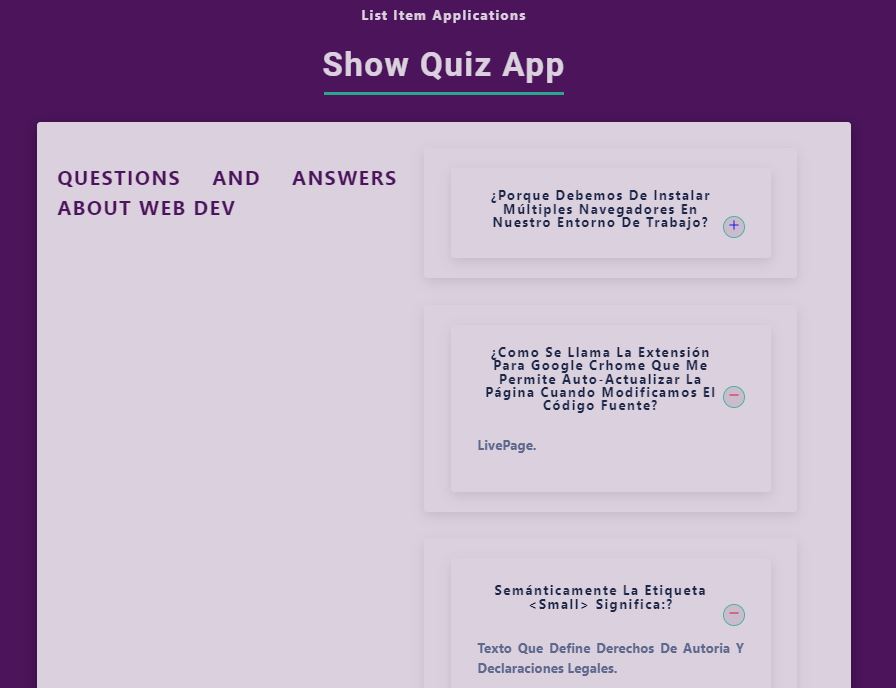 List Item Applications
Show Quiz App
QUESTIONS AND ANSWERS
ABOUT WEB DEV
¿Porque Debemos De Instalar
Múltiples Navegadores En
Nuestro Entorno De Trabajo?
+
¿Como Se Llama La Extensión
Para Google Crhome Que Me
Permite Auto-Actualizar La
Página Cuando Modificamos El
Código Fuente?
−
LivePage.
Semánticamente La Etiqueta
<Small> Significa:?
−
Texto Que Define Derechos De Autoria Y
Declaraciones Legales.